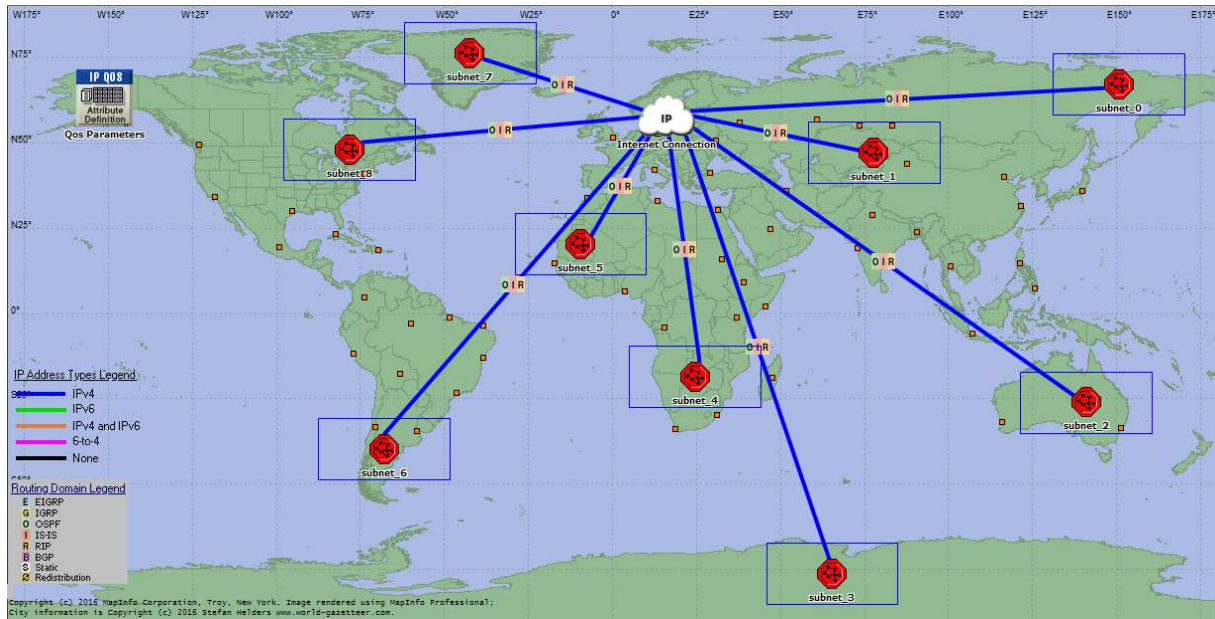 W175° W150° W125° W100° W75° W50° W25° 0° E25° E50° E75° E100° E125° E150° E175°
N75°
IP QOS
Attribute
Definition
Qos Parameters
subnet_7
O I R
O I R
subnet_0
IP
Internet Connection
N50°
O I R
O I R
subnet_8
subnet_1
O I R
N25°
subnet_5
O I R
O I R
O I R
0°
O I R
IP Address Types Legend
IPv4
IPv6
IPv4 and IPv6
6-to-4
None
subnet_4
subnet_2
subnet_6
Routing Domain Legend
E EIGRP
G IGRP
O OSPF
I IS-IS
R RIP
B BGP
S Static
Redistribution
subnet_3
Copyright (c) 2016 MapInfo Corporation, Troy, New York. Image rendered using MapInfo Professional;
City information is Copyright (c) 2016 Stefan Helders www.world-gazetteer.com.